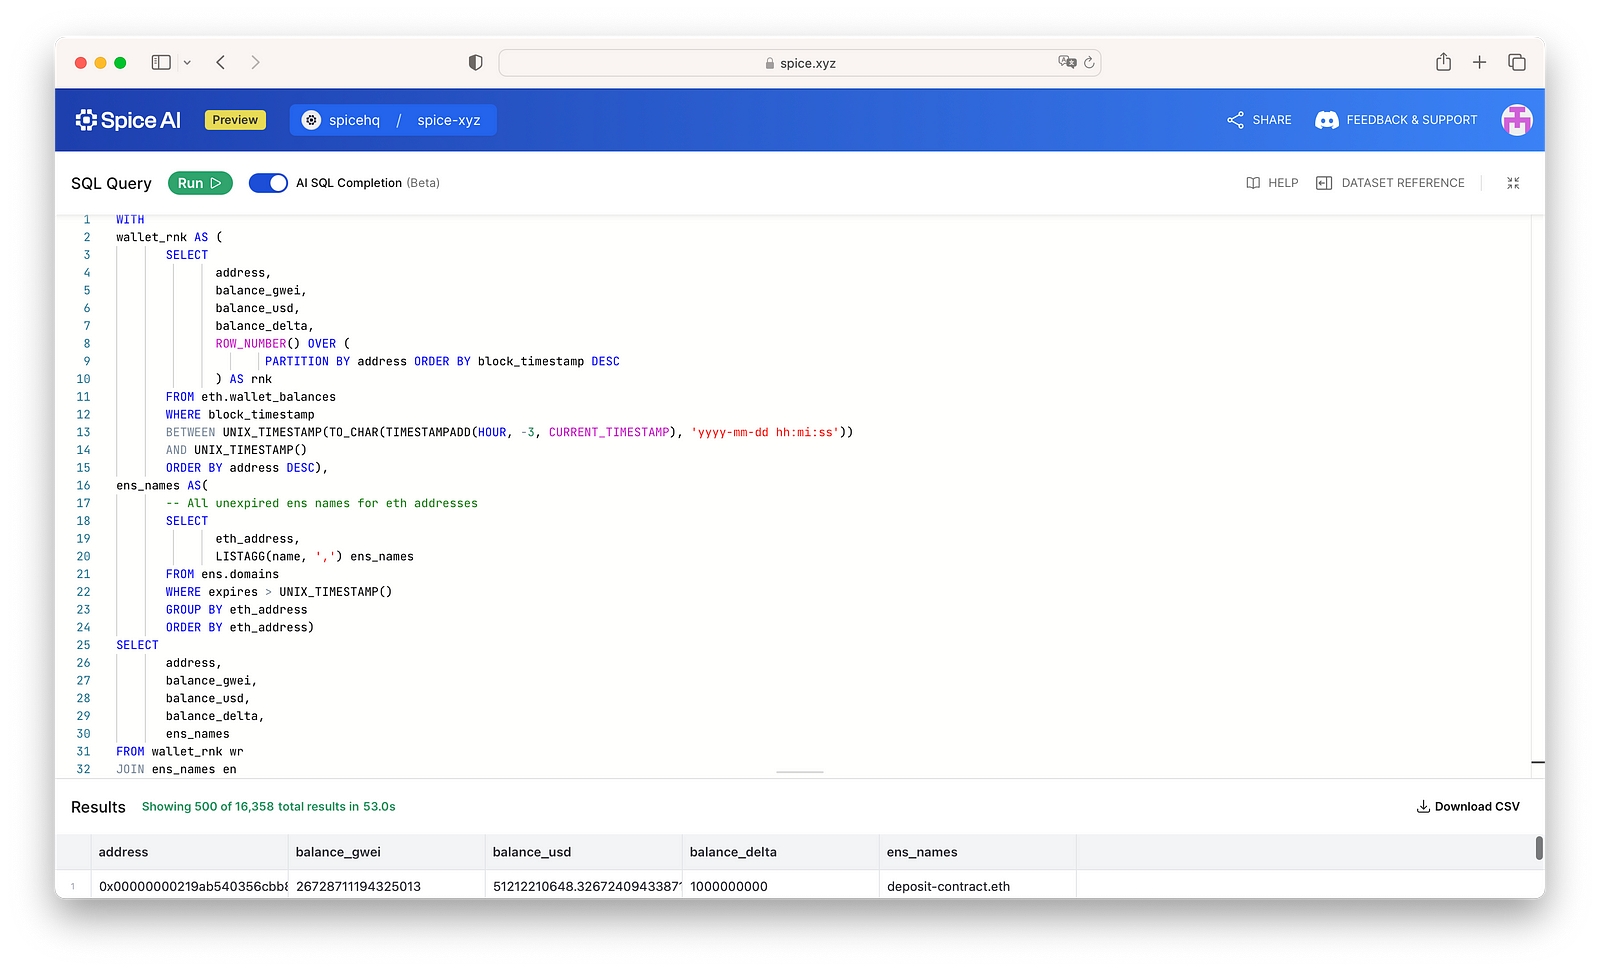 spice.xyz
Spice AI Preview spicehq / spice-xyz SHARE FEEDBACK & SUPPORT
SQL Query Run AI SQL Completion (Beta) HELP DATASET REFERENCE
1 WITH
2 wallet_rnk AS (
3 SELECT
4 address,
5 balance_gwei,
6 balance_usd,
7 balance_delta,
8 ROW_NUMBER() OVER (
9 PARTITION BY address ORDER BY block_timestamp DESC
10 ) AS rnk
11 FROM eth.wallet_balances
12 WHERE block_timestamp
13 BETWEEN UNIX_TIMESTAMP(TO_CHAR(TIMESTAMPADD(HOUR, -3, CURRENT_TIMESTAMP), 'yyyy-mm-dd hh:mi:ss'))
14 AND UNIX_TIMESTAMP()
15 ORDER BY address DESC),
16 ens_names AS(
17 -- All unexpired ens names for eth addresses
18 SELECT
19 eth_address,
20 LISTAGG(name, ',') ens_names
21 FROM ens.domains
22 WHERE expires > UNIX_TIMESTAMP()
23 GROUP BY eth_address
24 ORDER BY eth_address)
25 SELECT
26 address,
27 balance_gwei,
28 balance_usd,
29 balance_delta,
30 ens_names
31 FROM wallet_rnk wr
32 JOIN ens_names en
Results Showing 500 of 16,358 total results in 53.0s Download CSV
address balance_gwei balance_usd balance_delta ens_names
1 0x00000000219ab540356cbb8 26728711194325013 51212210648.3267240943387 1000000000 deposit-contract.eth